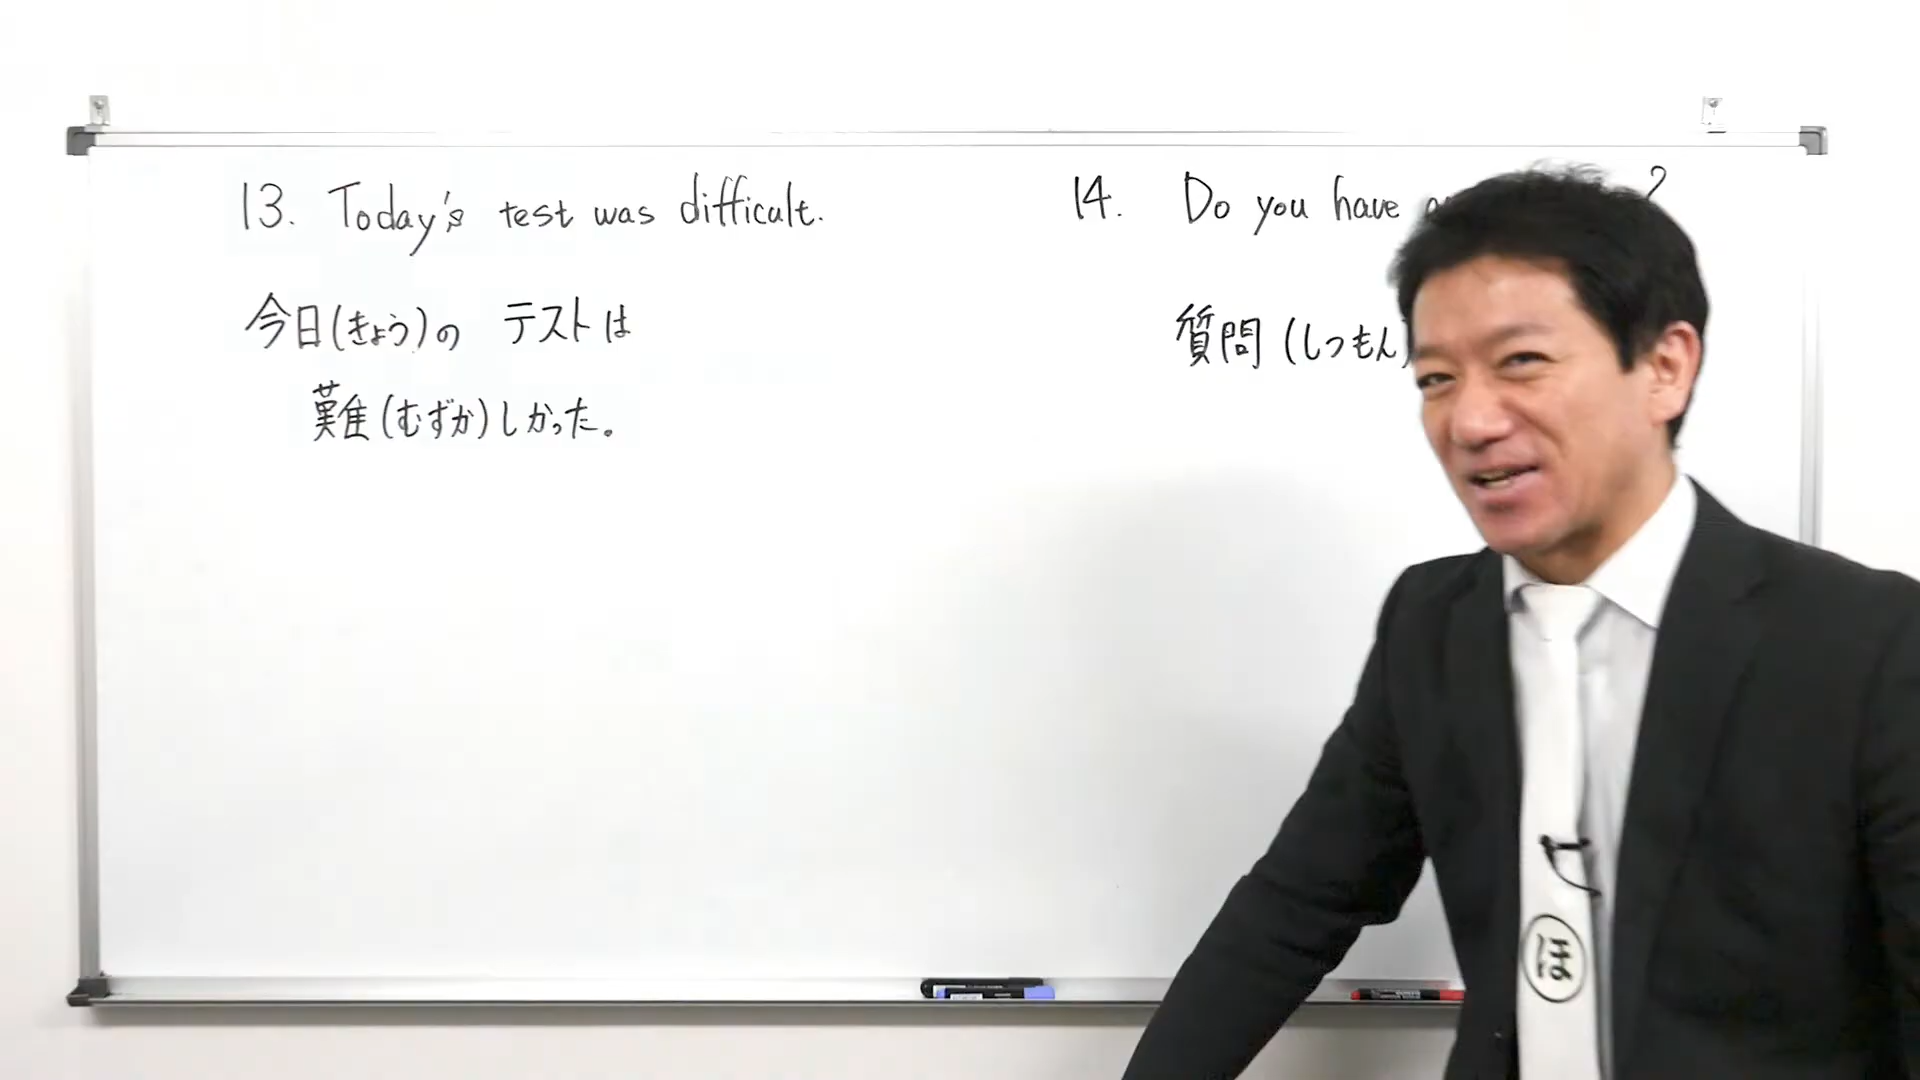 13. Today's test was difficult.
今日(きょう)の テストは
難(むずか)しかった。
14. Do you have ?
質問(しつもん)
ほ